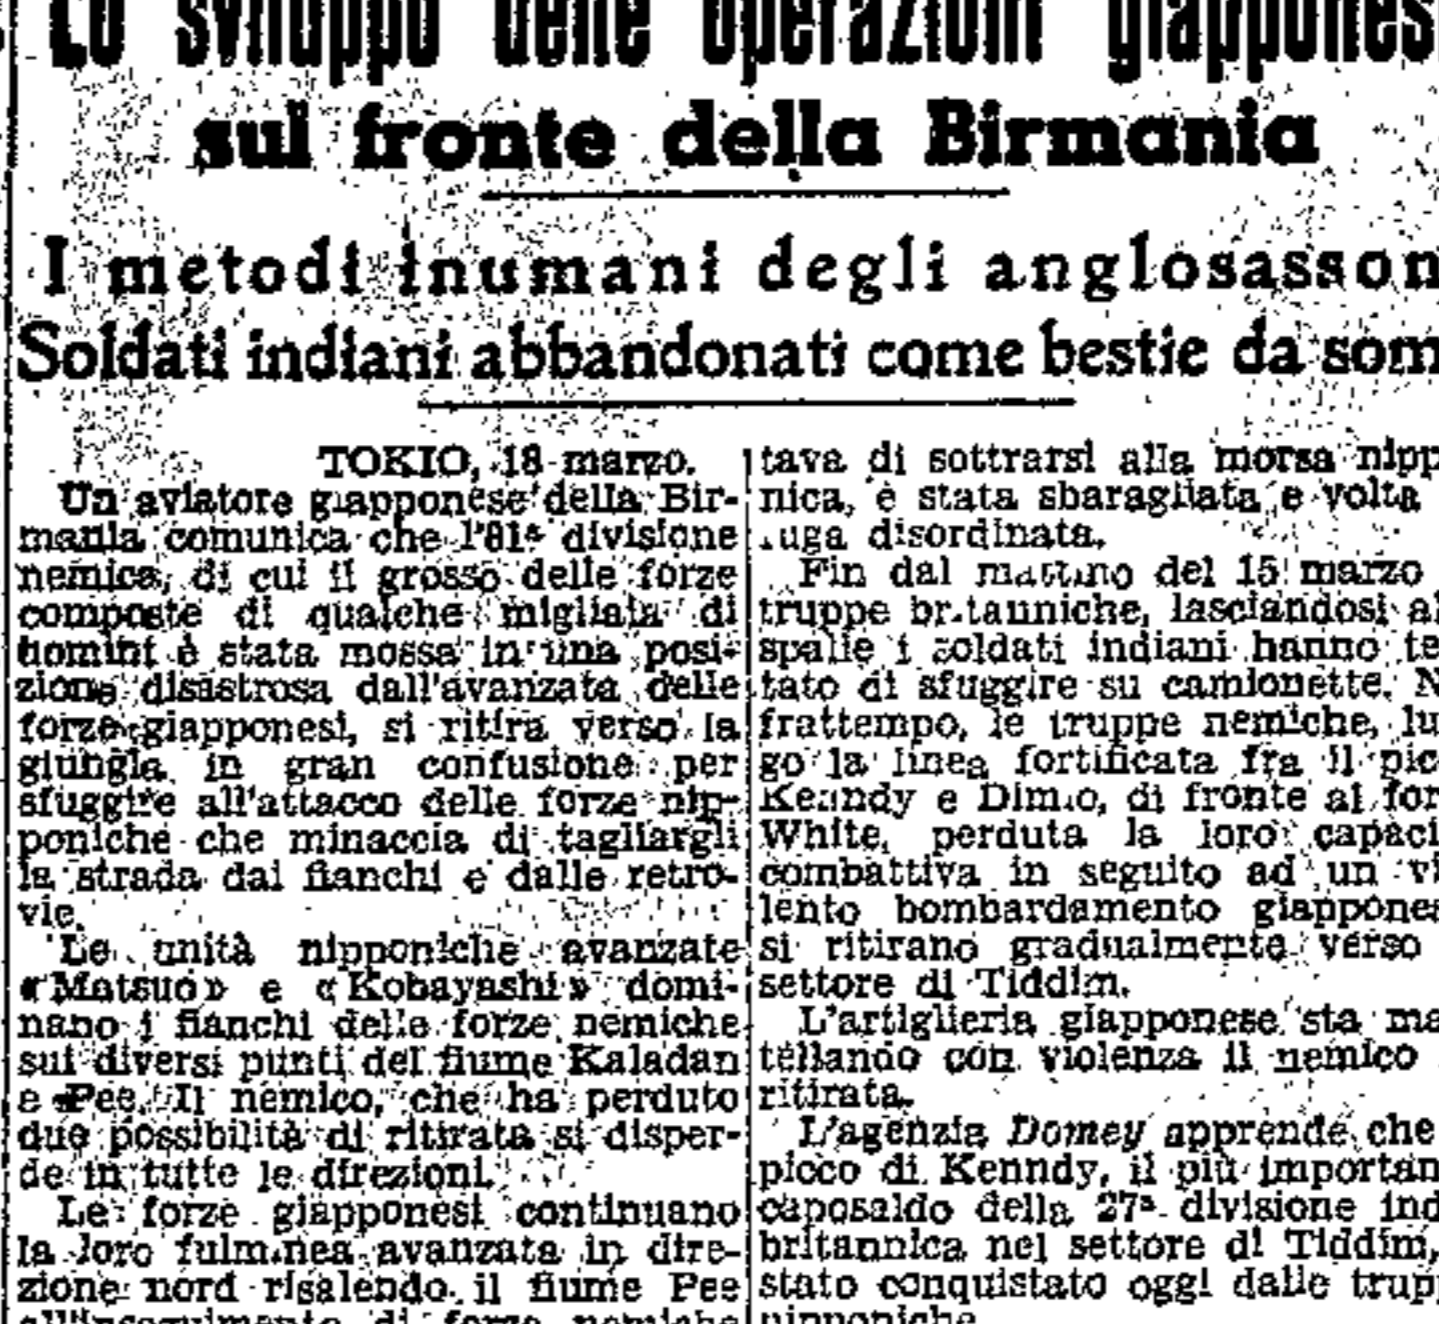 Lo sviluppo delle operazioni giappones
sul fronte della Birmania
I metodi inumani degli anglosasson
Soldati indiani abbandonati come bestie da som
TOKIO, 18 marzo.
Un aviatore giapponese della Bir-
mania comunica che l'81ª divisione
nemica, di cui il grosso delle forze
composte di qualche migliaia di
uomini è stata mossa in una posi-
zione disastrosa dall'avanzata delle
forze giapponesi, si ritira verso la
giungla in gran confusione per
sfuggire all'attacco delle forze nip-
poniche che minaccia di tagliargli
la strada dai fianchi e dalle retro-
vie.
Le unità nipponiche avanzate
«Matsuo» e «Kobayashi» domi-
nano i fianchi delle forze nemiche
sui diversi punti del fiume Kaladan
e Pee. Il nemico, che ha perduto
due possibilità di ritirata si disper-
de in tutte le direzioni.
Le forze giapponesi continuano
la loro fulminea avanzata in dire-
zione nord risalendo il fiume Pee
all'inseguimento di forze nemiche
tava di sottrarsi alla morsa nipp
nica, è stata sbaragliata e volta
uga disordinata.
Fin dal mattino del 15 marzo
truppe britanniche, lasciandosi al
spalle i soldati indiani hanno te
tato di sfuggire su camionette. N
frattempo, le truppe nemiche, lu
go la linea fortificata fra il pic
Kenndy e Dimlo, di fronte al for
White, perduta la loro capaci
combattiva in seguito ad un vi
lento bombardamento giappones
si ritirano gradualmente verso
settore di Tiddim.
L'artiglieria giapponese sta ma
tellando con violenza il nemico
ritirata.
L'agenzia Domey apprende che
picco di Kenndy, il più importan
caposaldo della 27ª divisione ind
britannica nel settore di Tiddim,
stato conquistato oggi dalle trup
nipponiche